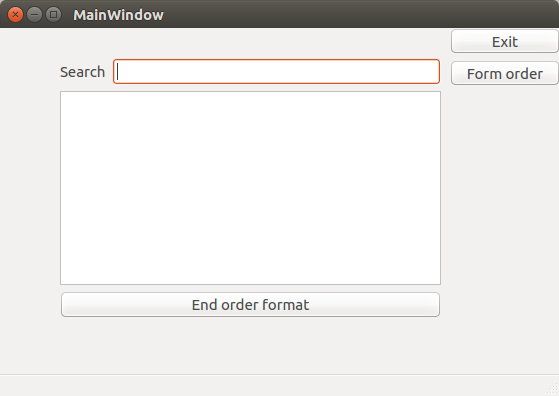 MainWindow
Exit
Search
Form order
End order format